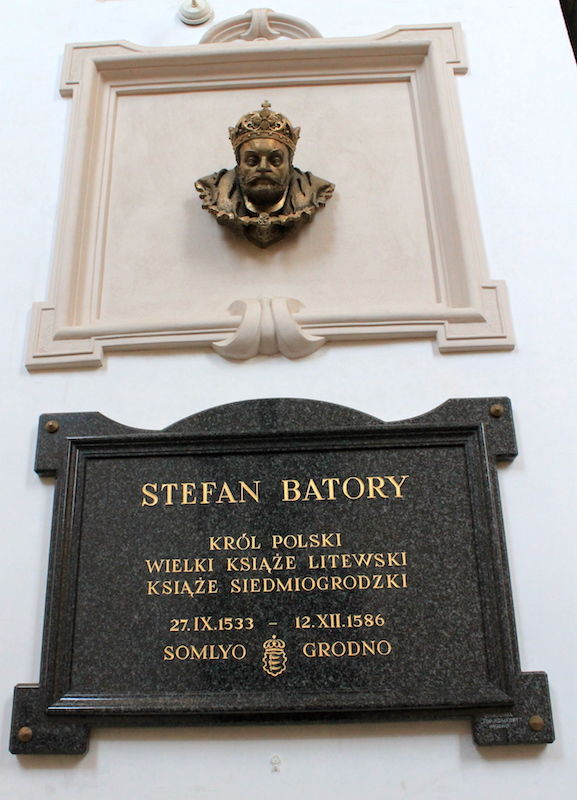 STEFAN BATORY
KRÓL POLSKI
WIELKI KSIĄŻE LITEWSKI
KSIĄŻE SIEDMIOGRODZKI
27.IX.1533 – 12.XII.1586
SOMLYO GRODNO